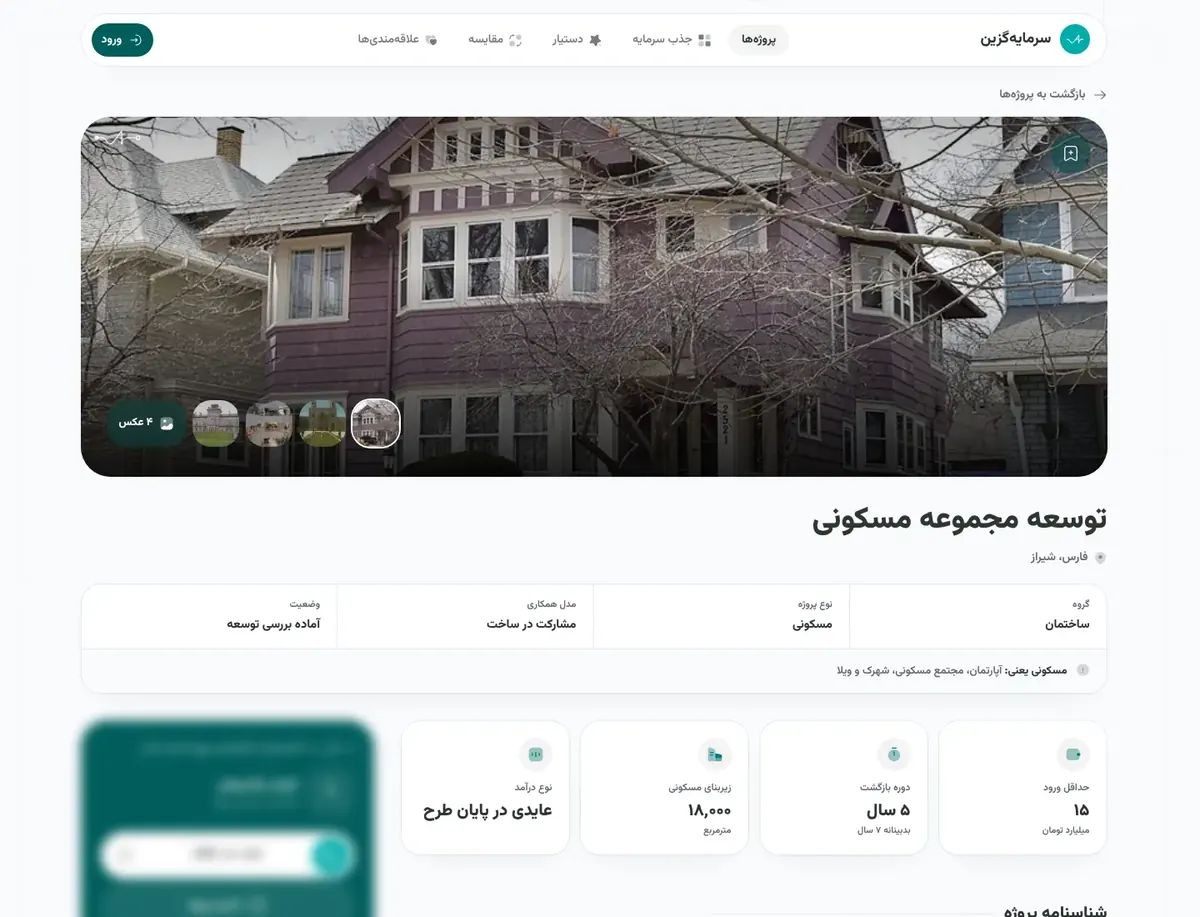 سرمایه‌گزین
پروژه‌ها
جذب سرمایه
دستیار
مقایسه
علاقه‌مندی‌ها
ورود
بازگشت به پروژه‌ها
2521
۴ عکس
توسعه مجموعه مسکونی
فارس، شیراز
گروه
ساختمان
نوع پروژه
مسکونی
مدل همکاری
مشارکت در ساخت
وضعیت
آماده بررسی توسعه
مسکونی یعنی: آپارتمان، مجتمع مسکونی، شهرک و ویلا
حداقل ورود
۱۵
میلیارد تومان
دوره بازگشت
۵ سال
بدبینانه ۷ سال
زیربنای مسکونی
۱۸,۰۰۰
مترمربع
نوع درآمد
عایدی در پایان طرح
شناسنامه پروژه